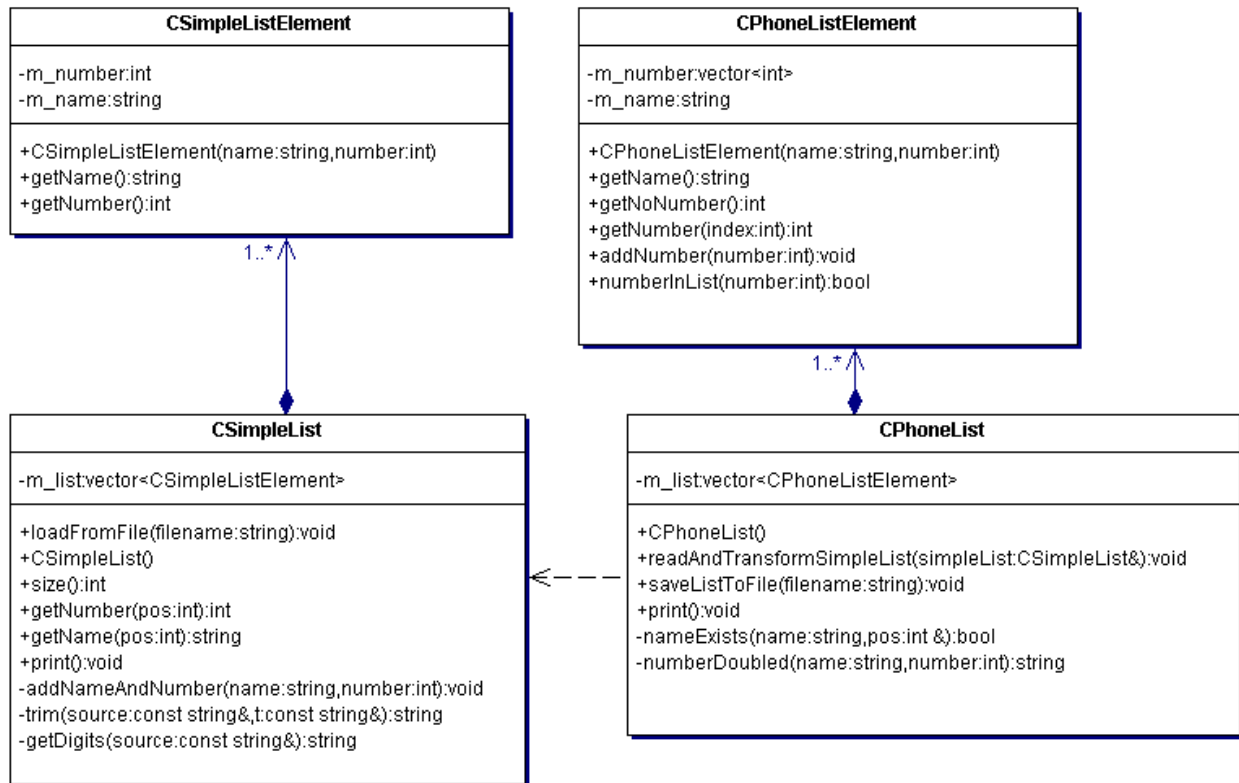 CSimpleListElement
-m_number:int
-m_name:string
+CSimpleListElement(name:string,number:int)
+getName():string
+getNumber():int
CPhoneListElement
-m_number:vector<int>
-m_name:string
+CPhoneListElement(name:string,number:int)
+getName():string
+getNoNumber():int
+getNumber(index:int):int
+addNumber(number:int):void
+numberInList(number:int):bool
1..*
1..*
CSimpleList
-m_list:vector<CSimpleListElement>
+loadFromFile(filename:string):void
+CSimpleList()
+size():int
+getNumber(pos:int):int
+getName(pos:int):string
+print():void
-addNameAndNumber(name:string,number:int):void
-trim(source:const string&,t:const string&):string
-getDigits(source:const string&):string
CPhoneList
-m_list:vector<CPhoneListElement>
+CPhoneList()
+readAndTransformSimpleList(simpleList:CSimpleList&):void
+saveListToFile(filename:string):void
+print():void
-nameExists(name:string,pos:int &):bool
-numberDoubled(name:string,number:int):string